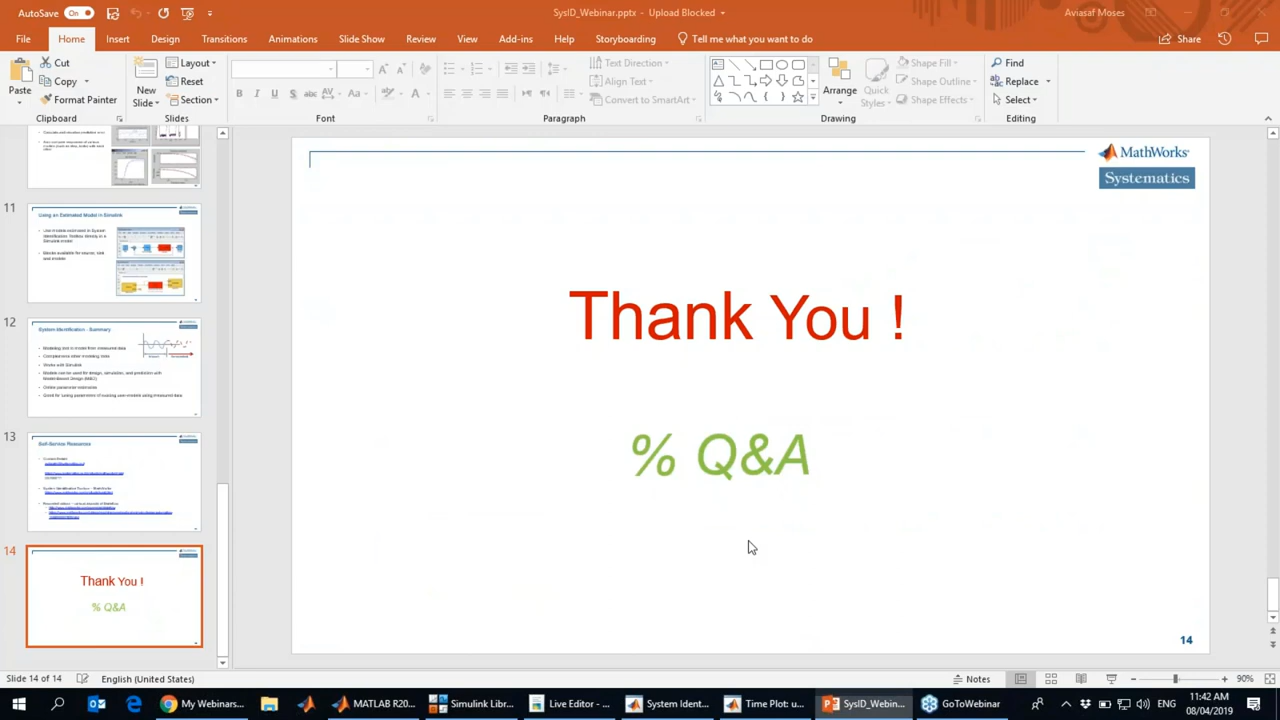 AutoSave On
SysID_Webinar.pptx - Upload Blocked
Aviasaf Moses
File Home Insert Design Transitions Animations Slide Show Review View Add-ins Help Storyboarding Tell me what you want to do Share
Paste
Cut
Copy
Format Painter
Clipboard
New
Slide
Layout
Reset
Section
Slides
B I U S abc AV Aa A
Font
Text Direction
Align Text
Convert to SmartArt
Paragraph
Arrange
Quick
Styles
Shape Fill
Shape Outline
Shape Effects
Drawing
Find
Replace
Select
Editing
11
Using an Estimated Model in Simulink
12
System Identification - Summary
13
Self-Service Resources
14
Thank You !
% Q&A
MathWorks
Systematics
Thank You !
% Q&A
14
Slide 14 of 14 English (United States) Notes 90%
My Webinars... MATLAB R20... Simulink Libr... Live Editor - ... System Ident... Time Plot: u... SysID_Webin... GoToWebinar ENG
11:42 AM
08/04/2019